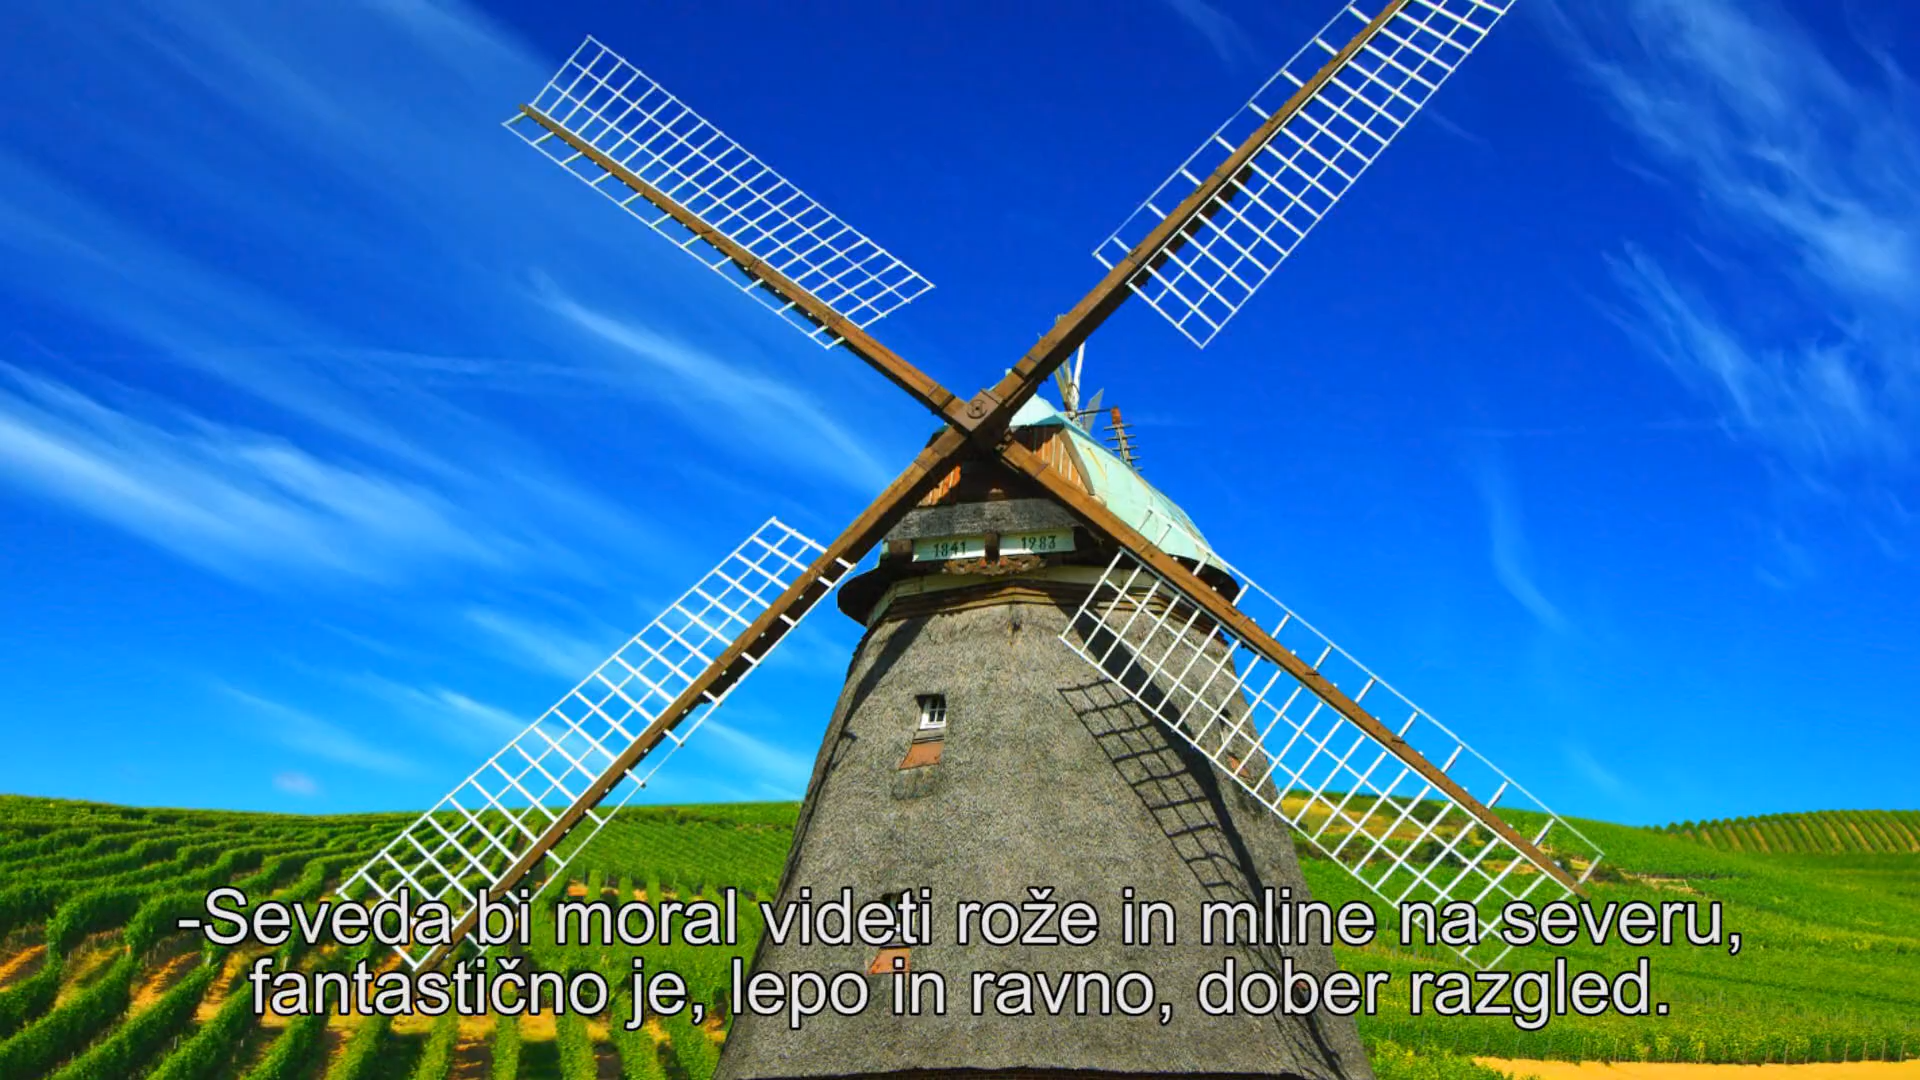 1841 1983
-Seveda bi moral videti rože in mline na severu,
fantastično je, lepo in ravno, dober razgled.